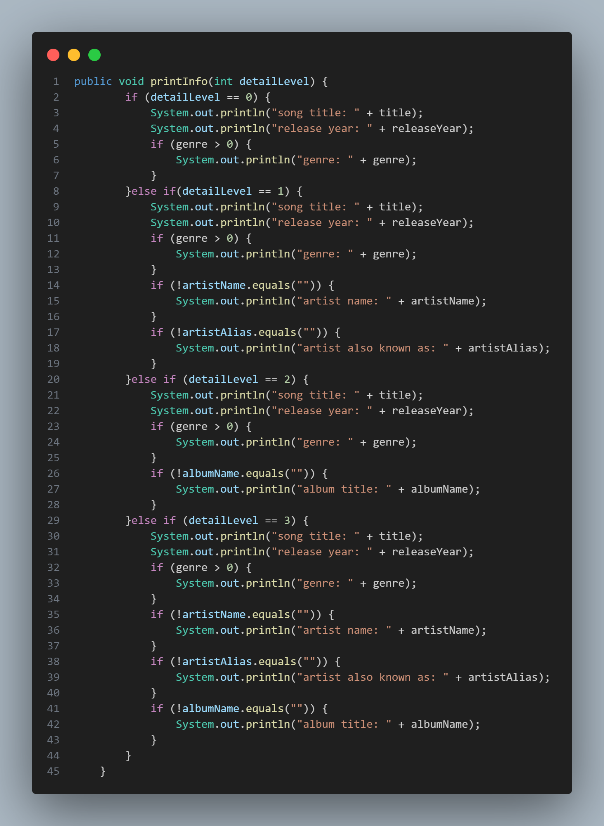 1 public void printInfo(int detailLevel) {
2 if (detailLevel == 0) {
3 System.out.println("song title: " + title);
4 System.out.println("release year: " + releaseYear);
5 if (genre > 0) {
6 System.out.println("genre: " + genre);
7 }
8 }else if(detailLevel == 1) {
9 System.out.println("song title: " + title);
10 System.out.println("release year: " + releaseYear);
11 if (genre > 0) {
12 System.out.println("genre: " + genre);
13 }
14 if (!artistName.equals("")) {
15 System.out.println("artist name: " + artistName);
16 }
17 if (!artistAlias.equals("")) {
18 System.out.println("artist also known as: " + artistAlias);
19 }
20 }else if (detailLevel == 2) {
21 System.out.println("song title: " + title);
22 System.out.println("release year: " + releaseYear);
23 if (genre > 0) {
24 System.out.println("genre: " + genre);
25 }
26 if (!albumName.equals("")) {
27 System.out.println("album title: " + albumName);
28 }
29 }else if (detailLevel == 3) {
30 System.out.println("song title: " + title);
31 System.out.println("release year: " + releaseYear);
32 if (genre > 0) {
33 System.out.println("genre: " + genre);
34 }
35 if (!artistName.equals("")) {
36 System.out.println("artist name: " + artistName);
37 }
38 if (!artistAlias.equals("")) {
39 System.out.println("artist also known as: " + artistAlias);
40 }
41 if (!albumName.equals("")) {
42 System.out.println("album title: " + albumName);
43 }
44 }
45 }